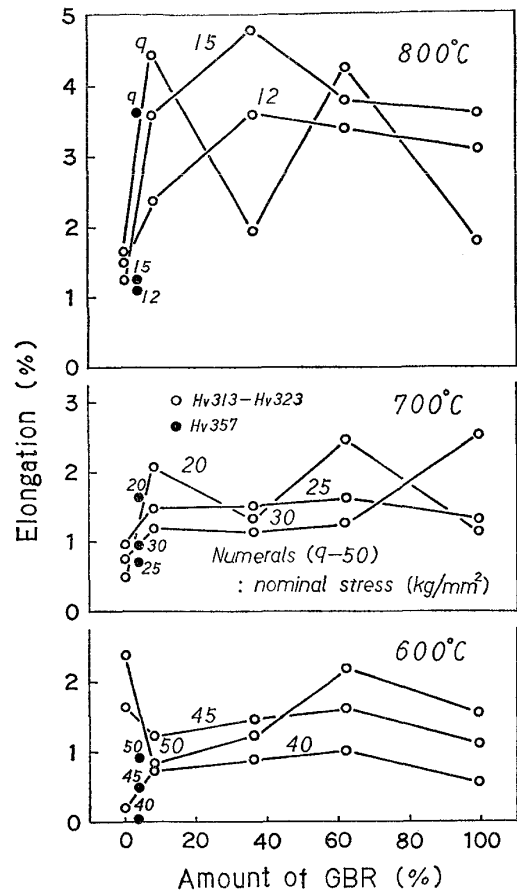 Elongation (%)
5
4
3
2
1
0
800°C
q
15
12
q
15
12
3
2
1
0
700°C
○ Hv313−Hv323
● Hv357
20
20
25
30
30
25
Numerals (q−50)
: nominal stress (kg/mm²)
2
1
0
600°C
45
50
40
50
45
40
0 20 40 60 80 100
Amount of GBR (%)